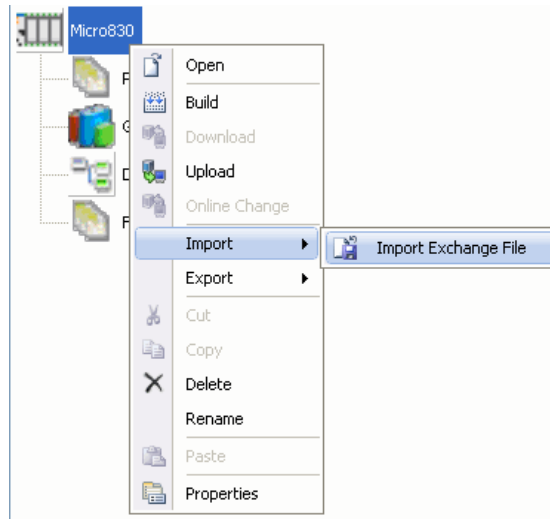 Micro830
Open
Build
Download
Upload
Online Change
Import
Import Exchange File
Export
Cut
Copy
Delete
Rename
Paste
Properties